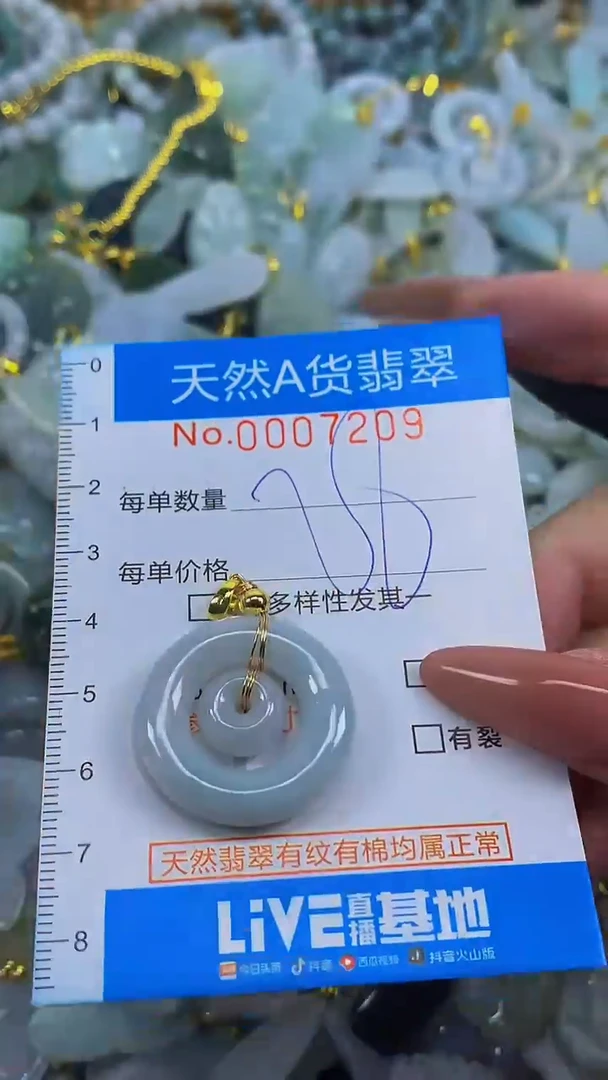 0
天然A货翡翠
No.0007209
1
2
每单数量
3
每单价格
4
多样性发其一
5
有裂
6
7
天然翡翠有纹有棉均属正常
8
LiVE直播基地
今日头条 抖音 西瓜视频 抖音火山版